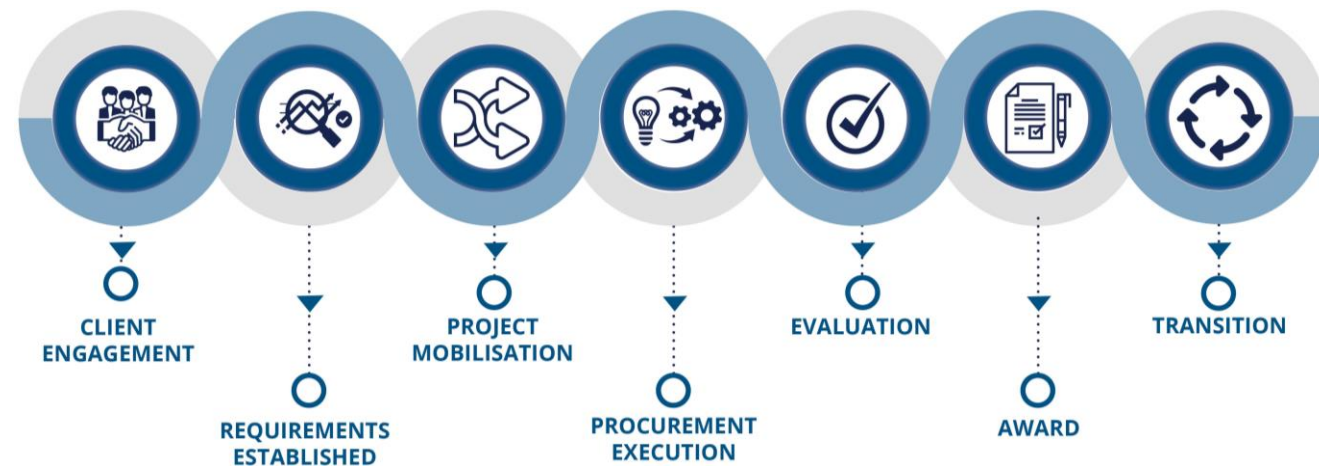 CLIENT
ENGAGEMENT
REQUIREMENTS
ESTABLISHED
PROJECT
MOBILISATION
PROCUREMENT
EXECUTION
EVALUATION
AWARD
TRANSITION